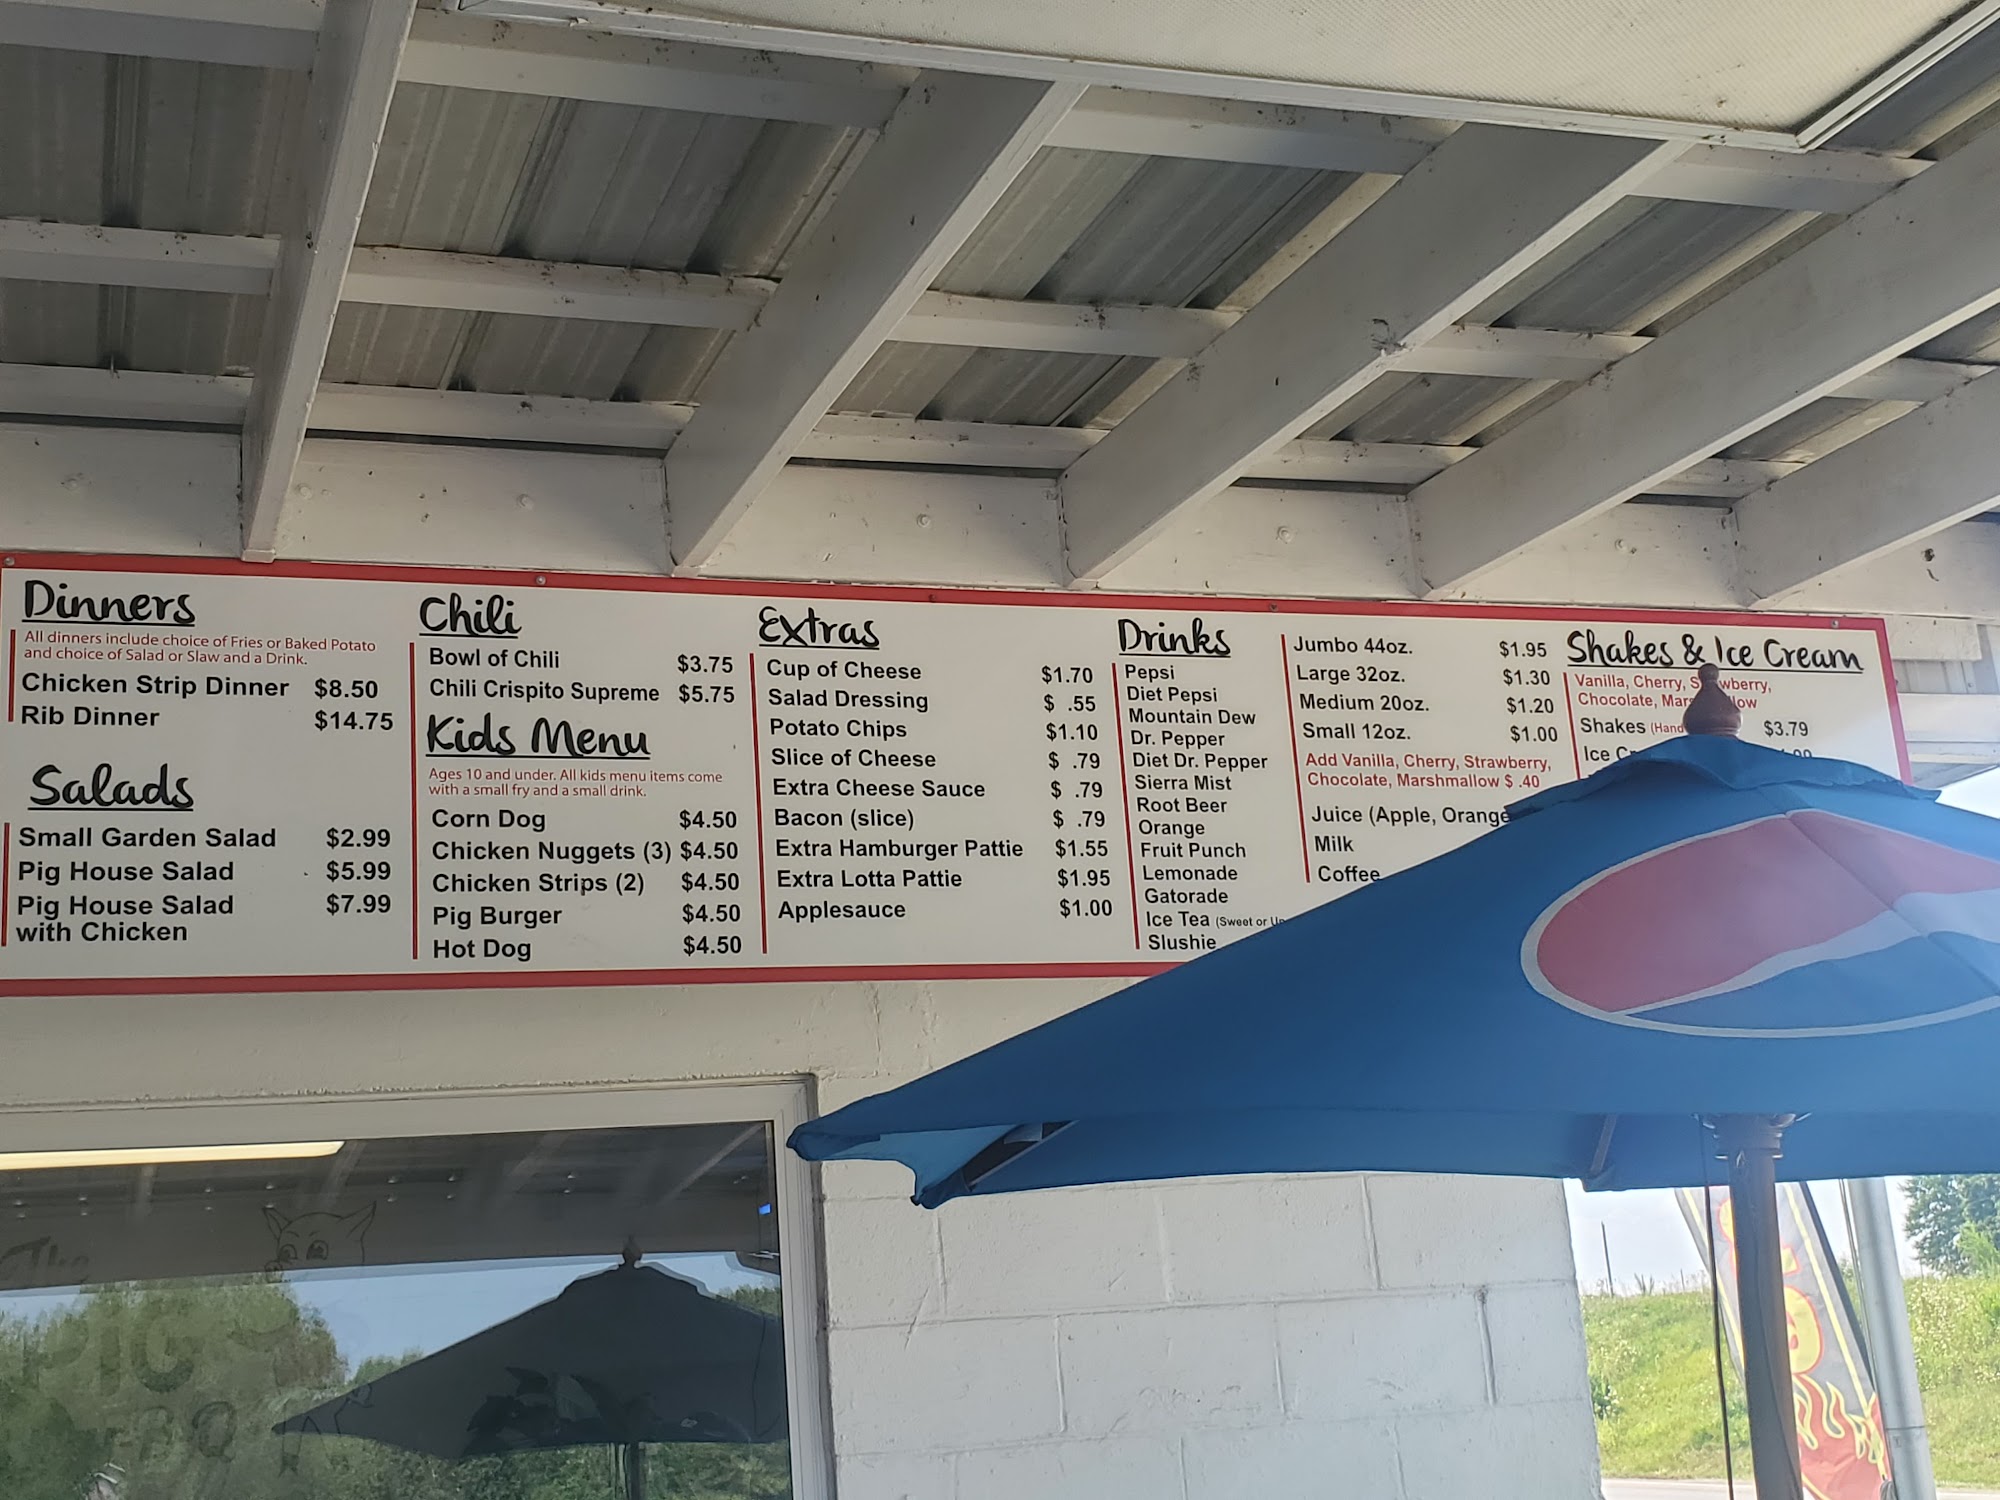 Dinners
All dinners include choice of Fries or Baked Potato
and choice of Salad or Slaw and a Drink.
Chicken Strip Dinner $8.50
Rib Dinner $14.75
Salads
Small Garden Salad $2.99
Pig House Salad $5.99
Pig House Salad $7.99
with Chicken
Chili
Bowl of Chili $3.75
Chili Crispito Supreme $5.75
Kids Menu
Ages 10 and under. All kids menu items come
with a small fry and a small drink.
Corn Dog $4.50
Chicken Nuggets (3) $4.50
Chicken Strips (2) $4.50
Pig Burger $4.50
Hot Dog $4.50
Extras
Cup of Cheese $1.70
Salad Dressing $ .55
Potato Chips $1.10
Slice of Cheese $ .79
Extra Cheese Sauce $ .79
Bacon (slice) $ .79
Extra Hamburger Pattie $1.55
Extra Lotta Pattie $1.95
Applesauce $1.00
Drinks
Pepsi
Diet Pepsi
Mountain Dew
Dr. Pepper
Diet Dr. Pepper
Sierra Mist
Root Beer
Orange
Fruit Punch
Lemonade
Gatorade
Ice Tea (Sweet or
Slushie
Jumbo 44oz. $1.95
Large 32oz. $1.30
Medium 20oz. $1.20
Small 12oz. $1.00
Add Vanilla, Cherry, Strawberry,
Chocolate, Marshmallow $ .40
Juice (Apple, Orange
Milk
Coffee
Shakes & Ice Cream
Vanilla, Cherry, Strawberry,
Chocolate, Marshmallow
Shakes (Hand $3.79
Ice
The
PIG
B-Q